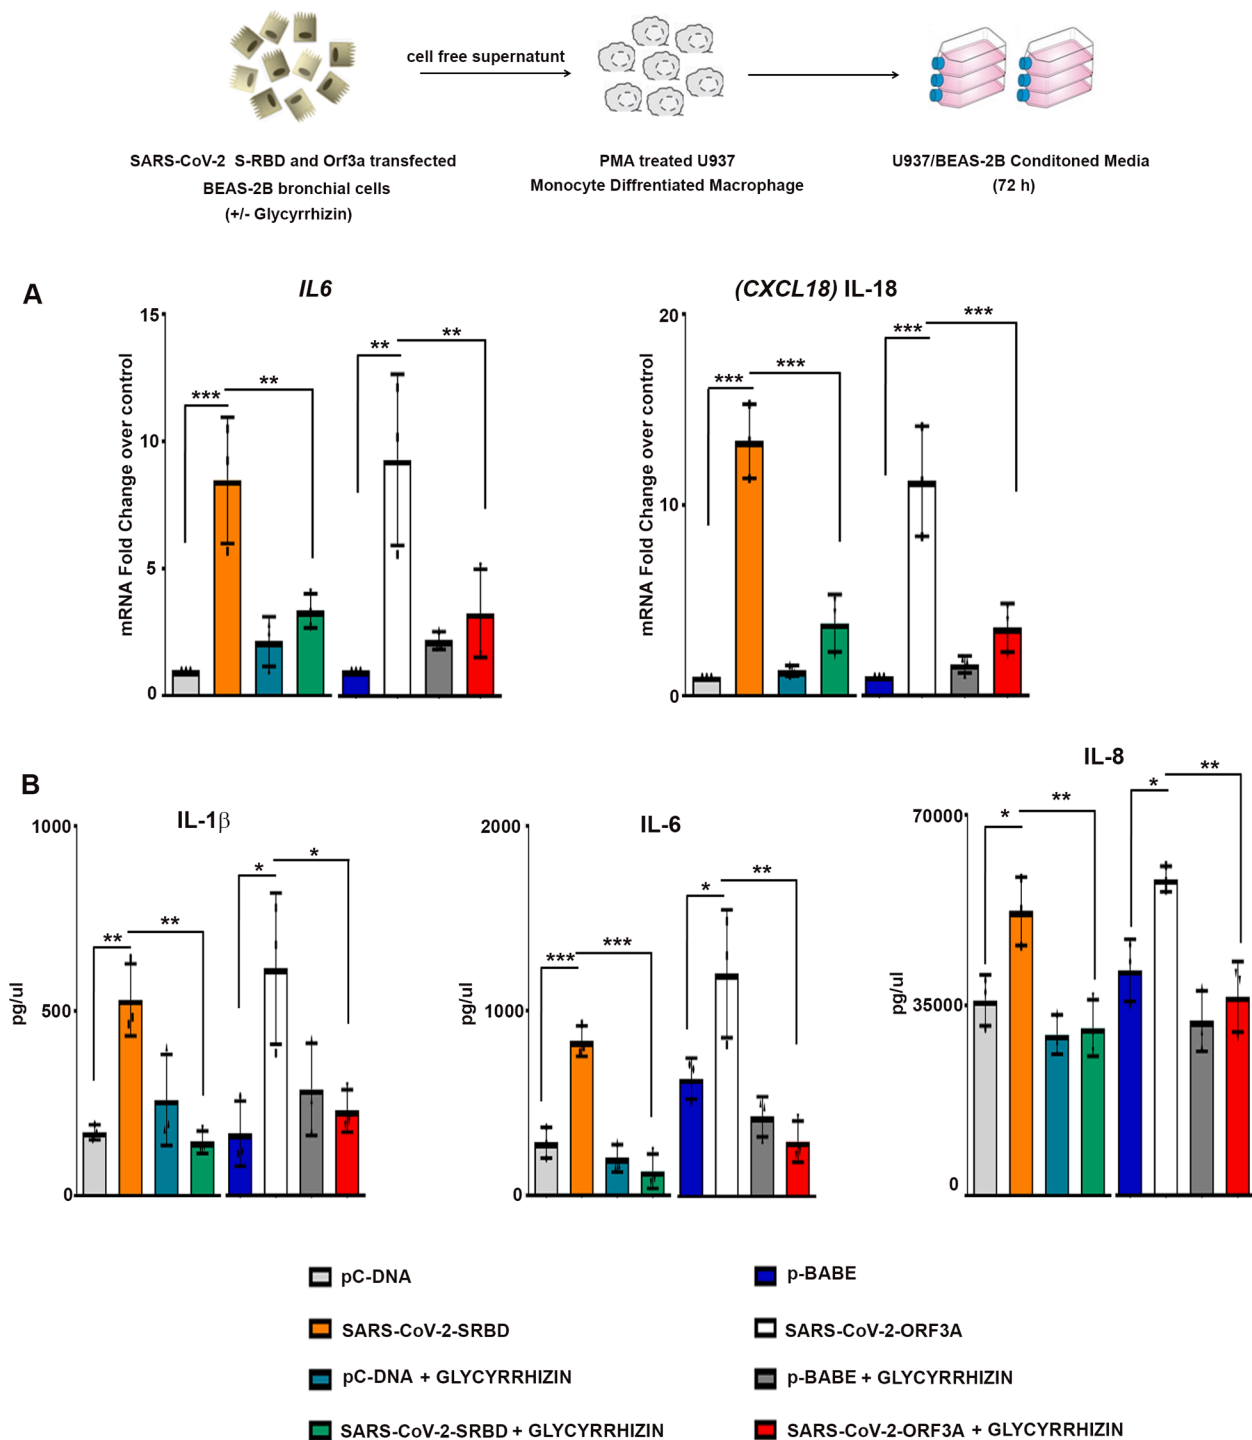 cell free supernatunt
SARS-CoV-2 S-RBD and Orf3a transfected
BEAS-2B bronchial cells
(+/- Glycyrrhizin)
PMA treated U937
Monocyte Diffrentiated Macrophage
U937/BEAS-2B Conditoned Media
(72 h)
A
IL6
mRNA Fold Change over control
15
10
5
0
***
**
**
**
(CXCL18) IL-18
mRNA Fold Change over control
20
10
0
***
***
***
***
B
IL-1β
pg/ul
1000
500
0
**
**
*
*
IL-6
pg/ul
2000
1000
0
***
***
*
**
IL-8
pg/ul
70000
35000
0
*
**
*
**
pC-DNA
SARS-CoV-2-SRBD
pC-DNA + GLYCYRRHIZIN
SARS-CoV-2-SRBD + GLYCYRRHIZIN
p-BABE
SARS-CoV-2-ORF3A
p-BABE + GLYCYRRHIZIN
SARS-CoV-2-ORF3A + GLYCYRRHIZIN